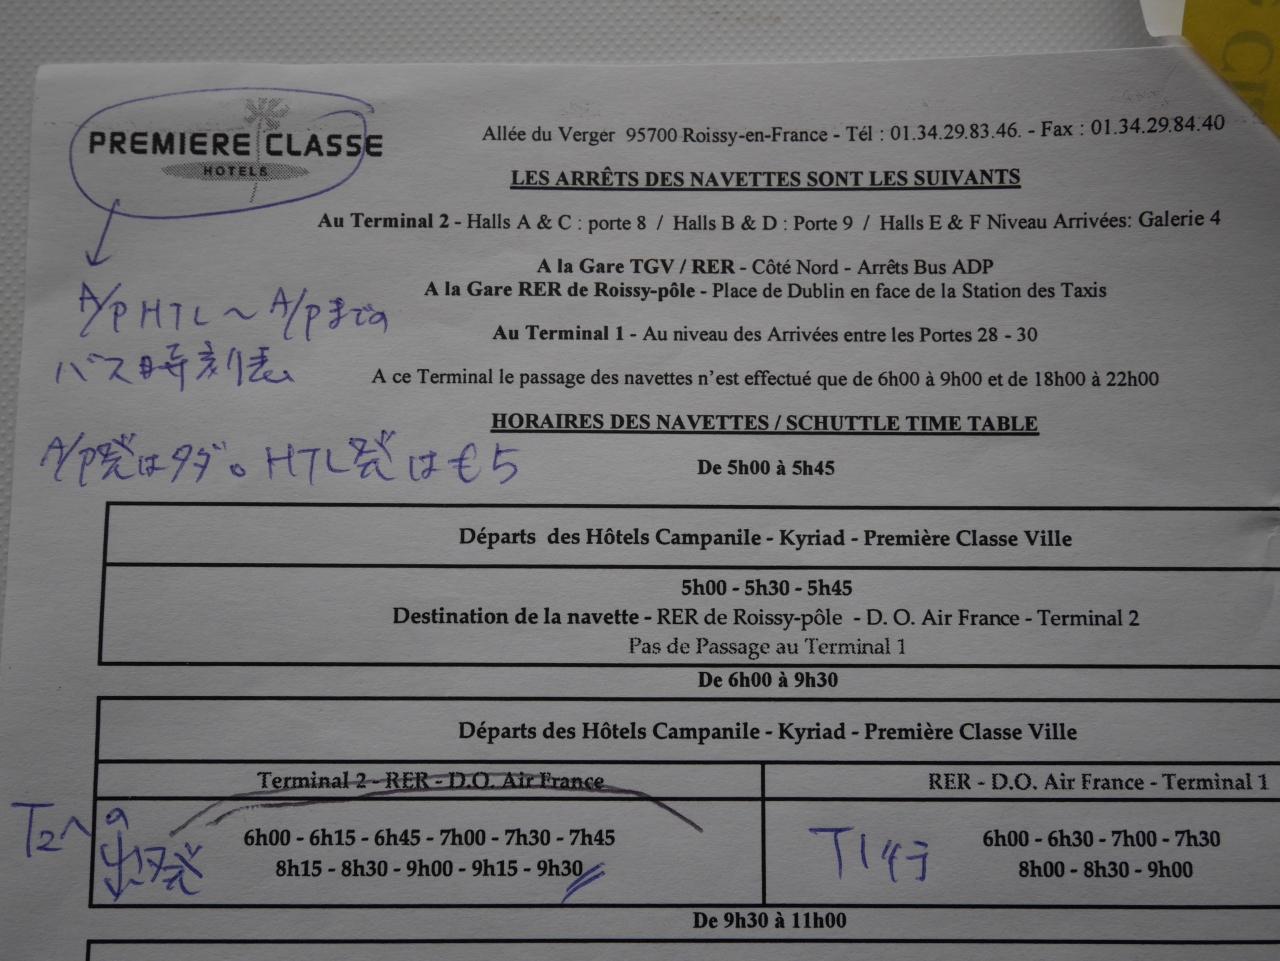 PREMIERE CLASSE
HOTELS
Allée du Verger 95700 Roissy-en-France - Tél : 01.34.29.83.46. - Fax : 01.34.29.84.40
LES ARRÊTS DES NAVETTES SONT LES SUIVANTS
Au Terminal 2 - Halls A & C : porte 8 / Halls B & D : Porte 9 / Halls E & F Niveau Arrivées: Galerie 4
A la Gare TGV / RER - Côté Nord - Arrêts Bus ADP
A la Gare RER de Roissy-pôle - Place de Dublin en face de la Station des Taxis
A/P HTL～A/Pまでの
バス時刻表
Au Terminal 1 - Au niveau des Arrivées entre les Portes 28 - 30
A ce Terminal le passage des navettes n'est effectué que de 6h00 à 9h00 et de 18h00 à 22h00
HORAIRES DES NAVETTES / SCHUTTLE TIME TABLE
A/P発はタダ。HTL発は€5
De 5h00 à 5h45
Départs des Hôtels Campanile - Kyriad - Première Classe Ville
5h00 - 5h30 - 5h45
Destination de la navette - RER de Roissy-pôle - D. O. Air France - Terminal 2
Pas de Passage au Terminal 1
De 6h00 à 9h30
Départs des Hôtels Campanile - Kyriad - Première Classe Ville
Terminal 2 - RER - D.O. Air France
RER - D.O. Air France - Terminal 1
T2への
出発
6h00 - 6h15 - 6h45 - 7h00 - 7h30 - 7h45
8h15 - 8h30 - 9h00 - 9h15 - 9h30
T1行
6h00 - 6h30 - 7h00 - 7h30
8h00 - 8h30 - 9h00
De 9h30 à 11h00